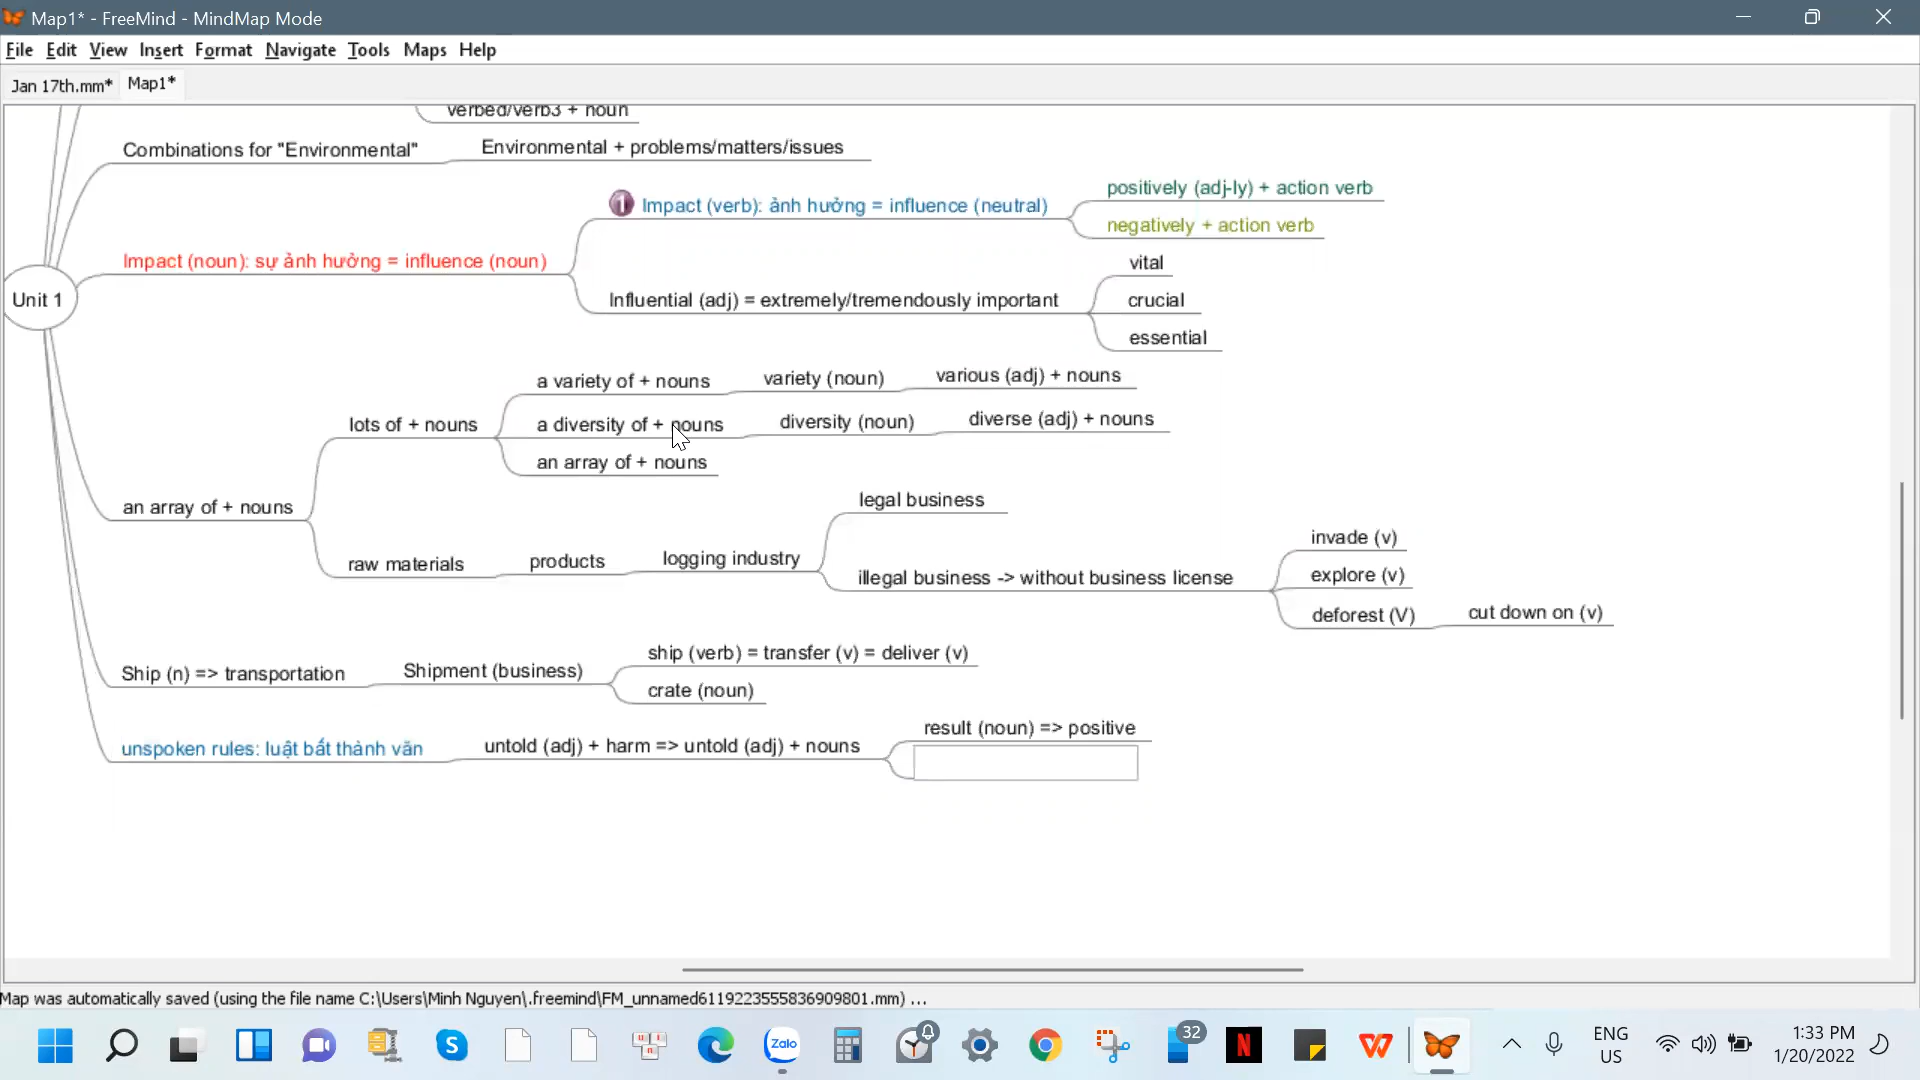 Map1* - FreeMind - MindMap Mode
File Edit View Insert Format Navigate Tools Maps Help
Jan 17th.mm* Map1*
verbed/verb3 + noun
Combinations for "Environmental" Environmental + problems/matters/issues
Impact (noun): sự ảnh hưởng = influence (noun)
Impact (verb): ảnh hưởng = influence (neutral)
positively (adj-ly) + action verb
negatively + action verb
Influential (adj) = extremely/tremendously important
vital
crucial
essential
Unit 1
an array of + nouns
lots of + nouns
a variety of + nouns variety (noun) various (adj) + nouns
a diversity of + nouns diversity (noun) diverse (adj) + nouns
an array of + nouns
raw materials products logging industry
legal business
illegal business -> without business license
invade (v)
explore (v)
deforest (V) cut down on (v)
Ship (n) => transportation Shipment (business)
ship (verb) = transfer (v) = deliver (v)
crate (noun)
unspoken rules: luật bất thành văn untold (adj) + harm => untold (adj) + nouns
result (noun) => positive
Map was automatically saved (using the file name C:\Users\Minh Nguyen\.freemind\FM_unnamed6119223555836909801.mm) ...
Zalo
32
N
ENG
US
1:33 PM
1/20/2022